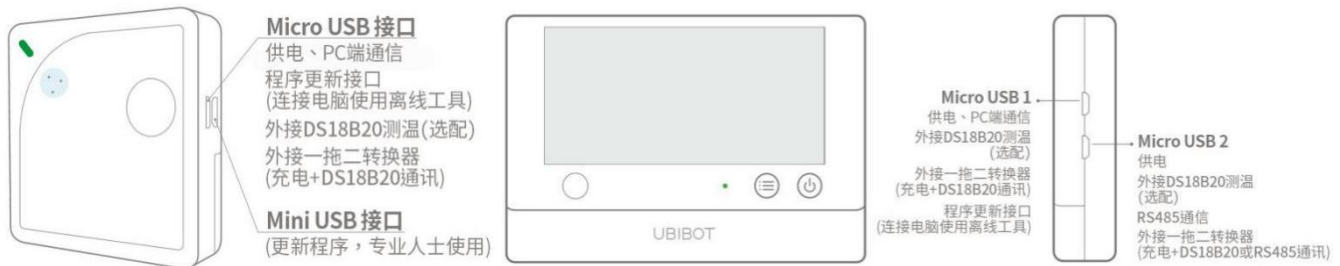 Micro USB 接口
供电、PC端通信
程序更新接口
(连接电脑使用离线工具)
外接DS18B20测温(选配)
外接一拖二转换器
(充电+DS18B20通讯)
Mini USB 接口
(更新程序，专业人士使用)
UBIBOT
Micro USB 1
供电、PC端通信
外接DS18B20测温
(选配)
外接一拖二转换器
(充电+DS18B20通讯)
程序更新接口
(连接电脑使用离线工具)
Micro USB 2
供电
外接DS18B20测温
(选配)
RS485通信
外接一拖二转换器
(充电+DS18B20或RS485通讯)